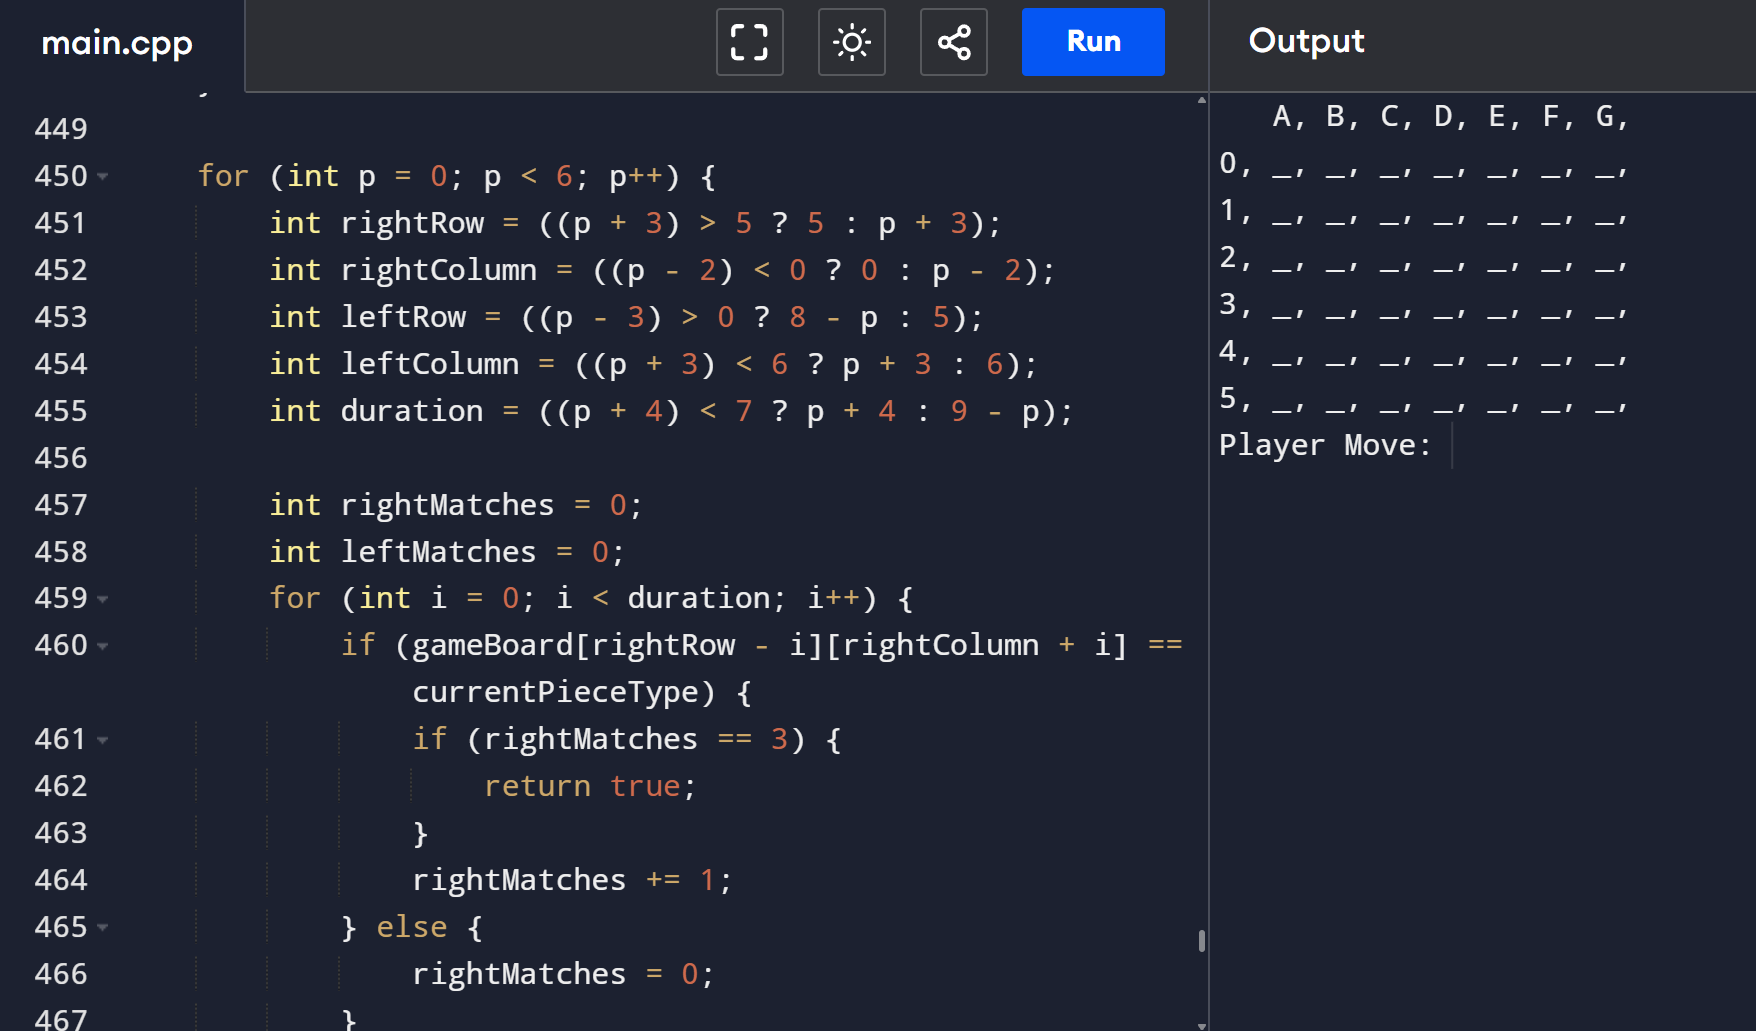 main.cpp
Run
Output
449
450 for (int p = 0; p < 6; p++) {
451 int rightRow = ((p + 3) > 5 ? 5 : p + 3);
452 int rightColumn = ((p - 2) < 0 ? 0 : p - 2);
453 int leftRow = ((p - 3) > 0 ? 8 - p : 5);
454 int leftColumn = ((p + 3) < 6 ? p + 3 : 6);
455 int duration = ((p + 4) < 7 ? p + 4 : 9 - p);
456
457 int rightMatches = 0;
458 int leftMatches = 0;
459 for (int i = 0; i < duration; i++) {
460 if (gameBoard[rightRow - i][rightColumn + i] ==
currentPieceType) {
461 if (rightMatches == 3) {
462 return true;
463 }
464 rightMatches += 1;
465 } else {
466 rightMatches = 0;
467 }
A, B, C, D, E, F, G,
0, _, _, _, _, _, _, _,
1, _, _, _, _, _, _, _,
2, _, _, _, _, _, _, _,
3, _, _, _, _, _, _, _,
4, _, _, _, _, _, _, _,
5, _, _, _, _, _, _, _,
Player Move: